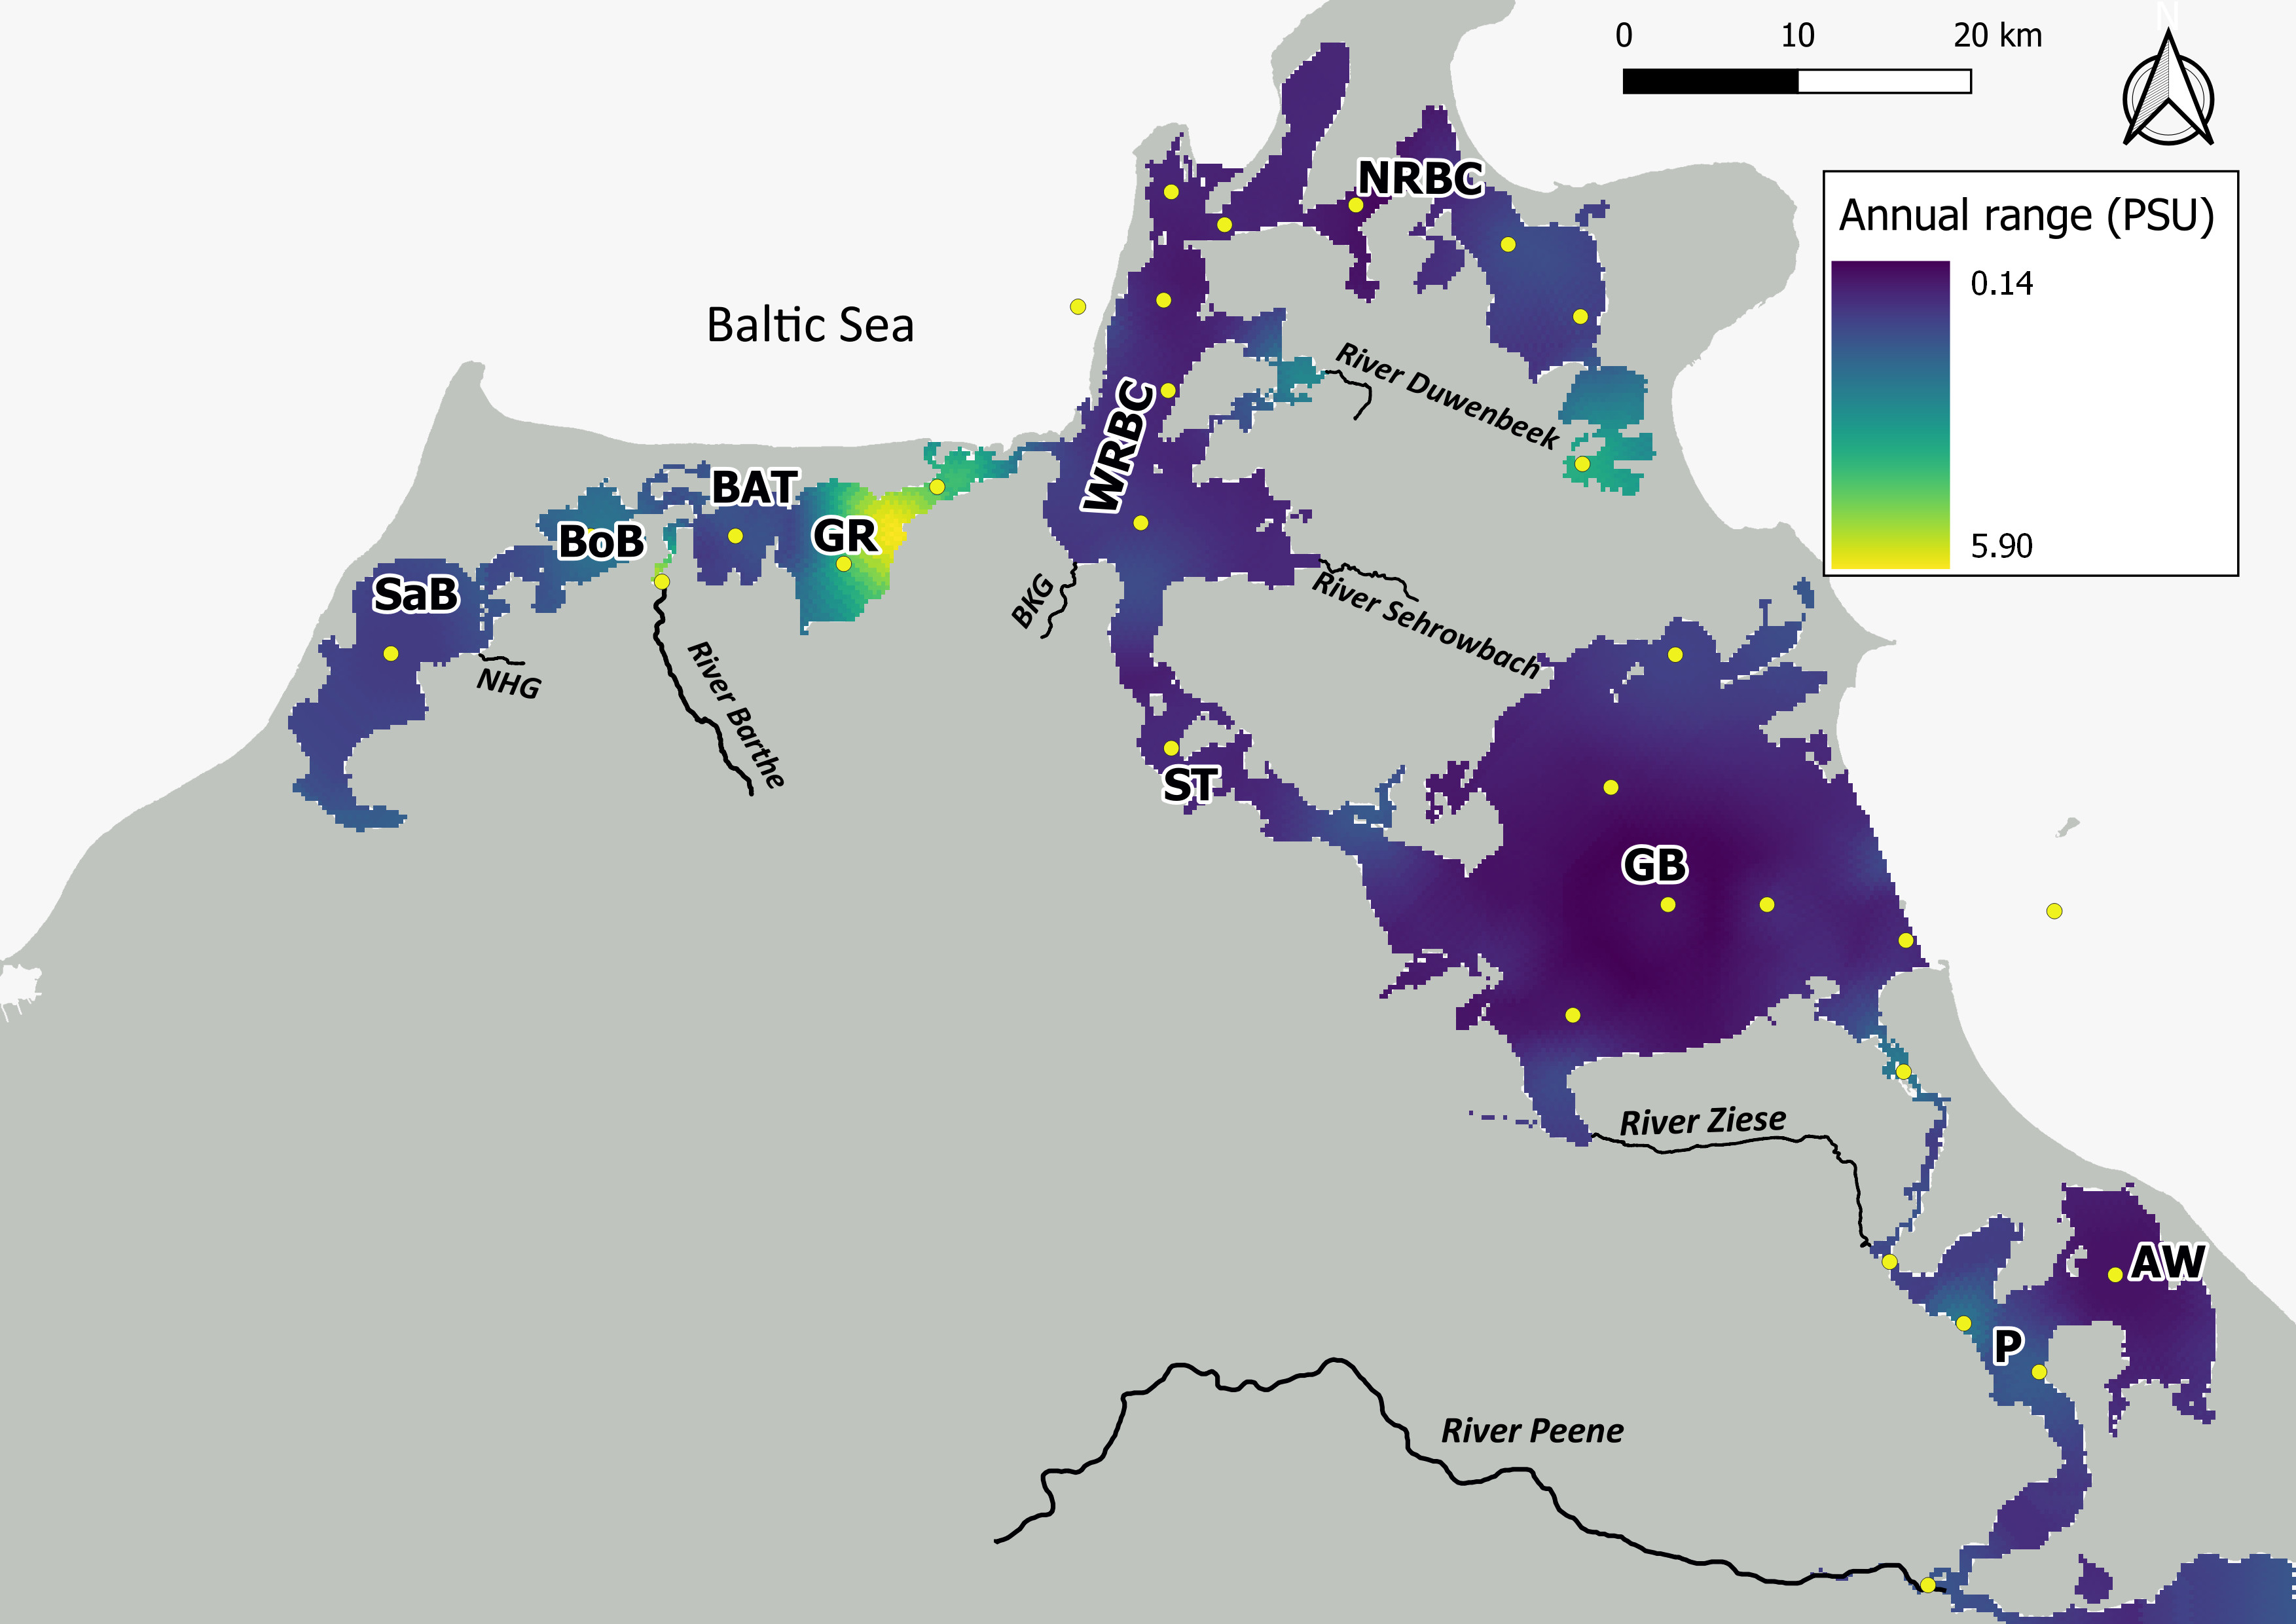 N
0 10 20 km
Annual range (PSU)
0.14
5.90
NRBC
Baltic Sea
River Duwenbeek
WRBC
BAT
GR
BoB
SaB
NHG
River Barthe
BKG
River Sehrowbach
ST
GB
River Ziese
AW
P
River Peene